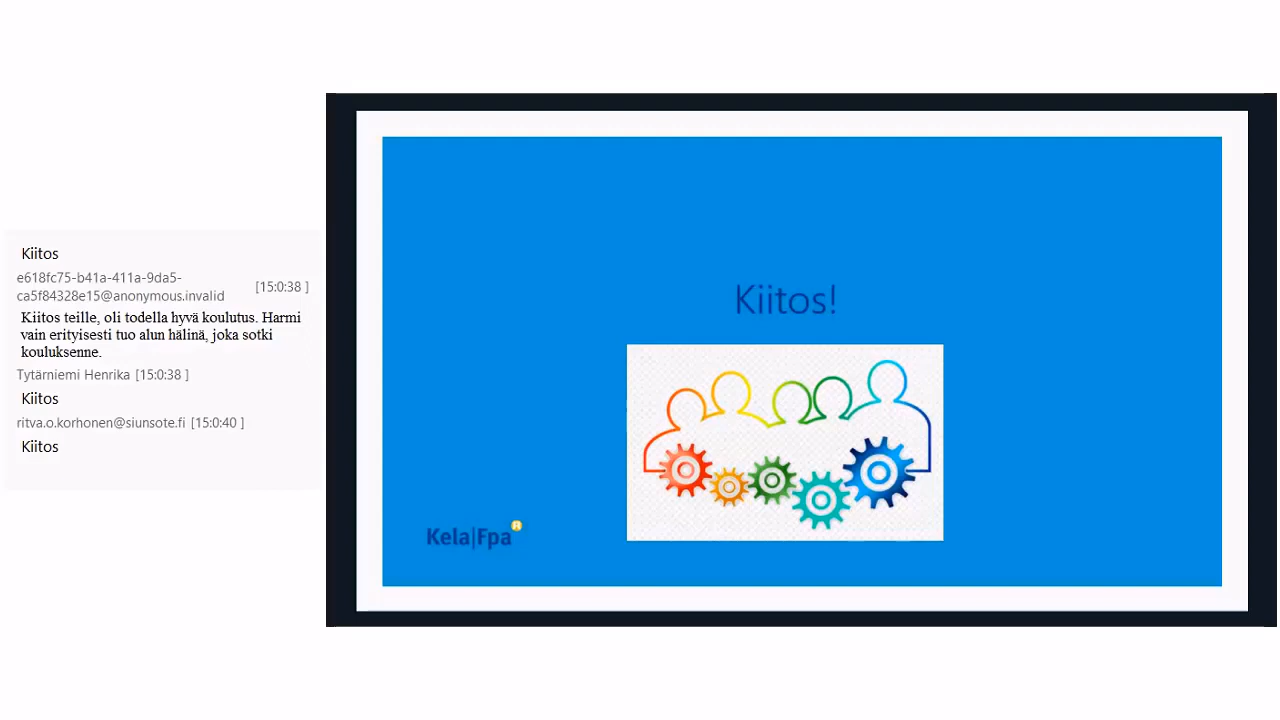 Kiitos
e618fc75-b41a-411a-9da5-
ca5f84328e15@anonymous.invalid [15:0:38 ]
Kiitos teille, oli todella hyvä koulutus. Harmi
vain erityisesti tuo alun hälinä, joka sotki
kouluksenne.
Tytärniemi Henrika [15:0:38 ]
Kiitos
ritva.o.korhonen@siunsote.fi [15:0:40 ]
Kiitos
Kiitos!
Kela|Fpa